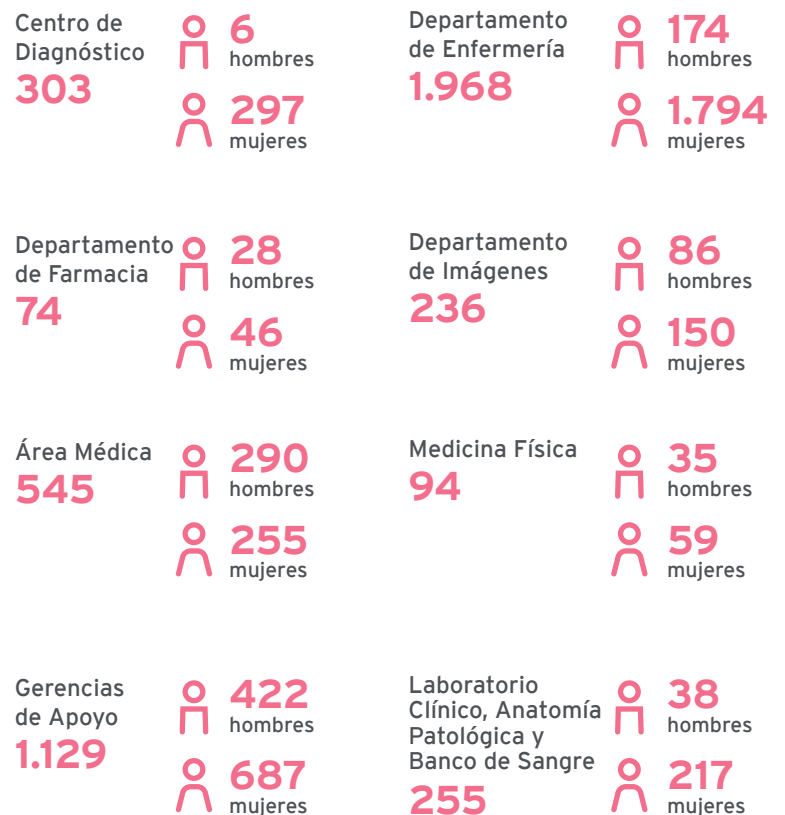 Centro de
Diagnóstico
303
6
hombres
297
mujeres
Departamento
de Enfermería
1.968
174
hombres
1.794
mujeres
Departamento
de Farmacia
74
28
hombres
46
mujeres
Departamento
de Imágenes
236
86
hombres
150
mujeres
Área Médica
545
290
hombres
255
mujeres
Medicina Física
94
35
hombres
59
mujeres
Gerencias
de Apoyo
1.129
422
hombres
687
mujeres
Laboratorio
Clínico, Anatomía
Patológica y
Banco de Sangre
255
38
hombres
217
mujeres